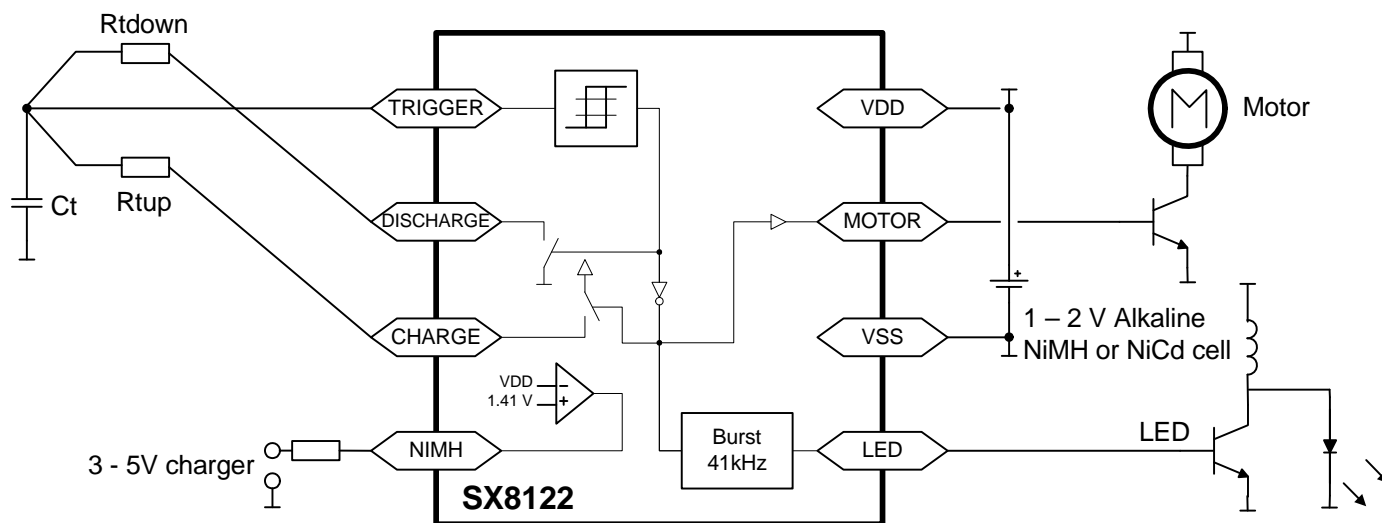 Rtdown
TRIGGER
VDD
Motor
M
Ct
Rtup
DISCHARGE
MOTOR
+
CHARGE
VSS
1 – 2 V Alkaline
NiMH or NiCd cell
VDD
1.41 V
–
+
3 - 5V charger
NIMH
Burst
41kHz
LED
LED
SX8122